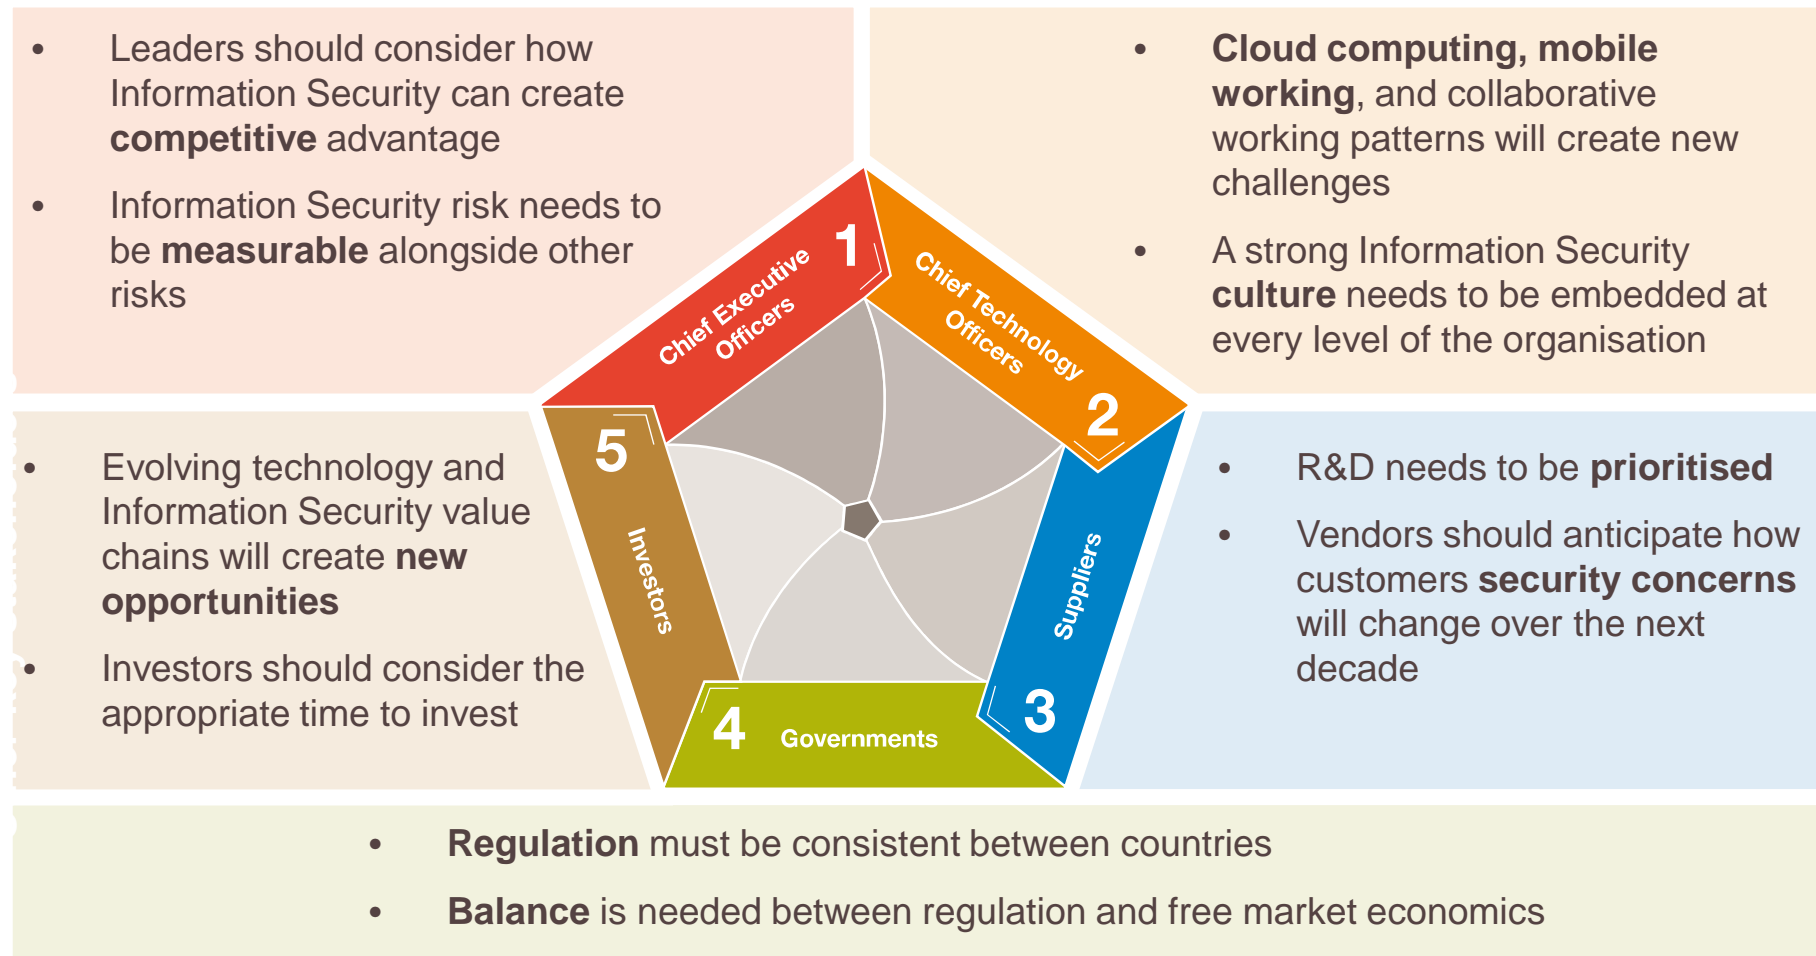 • Leaders should consider how
Information Security can create
competitive advantage
• Information Security risk needs to
be measurable alongside other
risks
• Cloud computing, mobile
working, and collaborative
working patterns will create new
challenges
• A strong Information Security
culture needs to be embedded at
every level of the organisation
1
Chief Executive
Officers
Chief Technology
Officers
2
5
Investors
Suppliers
3
4
Governments
• Evolving technology and
Information Security value
chains will create new
opportunities
• Investors should consider the
appropriate time to invest
• R&D needs to be prioritised
• Vendors should anticipate how
customers security concerns
will change over the next
decade
• Regulation must be consistent between countries
• Balance is needed between regulation and free market economics